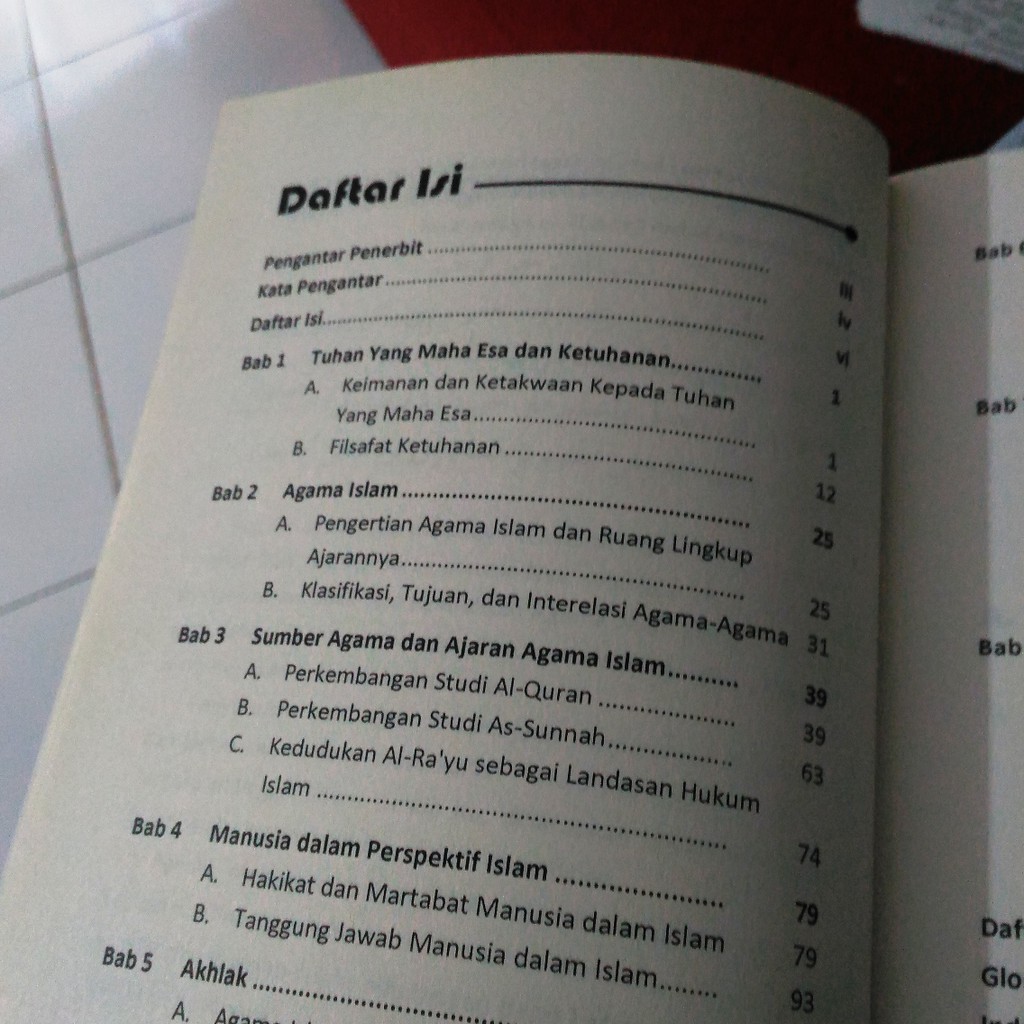 Daftar Isi
Pengantar Penerbit ........................................ iii
Kata Pengantar ........................................ iv
Daftar Isi........................................ vi
Bab 1 Tuhan Yang Maha Esa dan Ketuhanan.............. 1
A. Keimanan dan Ketakwaan Kepada Tuhan
Yang Maha Esa........................................ 1
B. Filsafat Ketuhanan .................................. 12
Bab 2 Agama Islam ........................................ 25
A. Pengertian Agama Islam dan Ruang Lingkup
Ajarannya........................................ 25
B. Klasifikasi, Tujuan, dan Interelasi Agama-Agama 31
Bab 3 Sumber Agama dan Ajaran Agama Islam.......... 39
A. Perkembangan Studi Al-Quran .................... 39
B. Perkembangan Studi As-Sunnah.................. 63
C. Kedudukan Al-Ra'yu sebagai Landasan Hukum
Islam ........................................ 74
Bab 4 Manusia dalam Perspektif Islam ..................... 79
A. Hakikat dan Martabat Manusia dalam Islam 79
B. Tanggung Jawab Manusia dalam Islam........ 93
Bab 5 Akhlak ........................................
A.
Bab
Bab
Bab